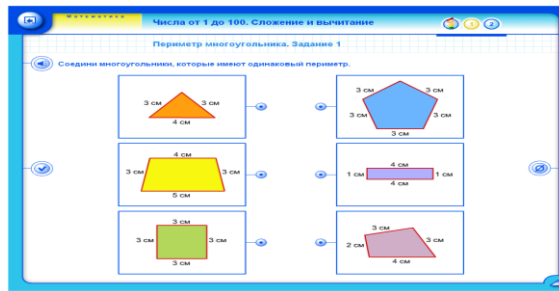 Математика
Числа от 1 до 100. Сложение и вычитание
1 2
Периметр многоугольника. Задание 1
Соедини многоугольники, которые имеют одинаковый периметр.
3 см 3 см
4 см
3 см 3 см
3 см 3 см
3 см
4 см
3 см 3 см
5 см
4 см
1 см 1 см
4 см
3 см
3 см 3 см
3 см
3 см
2 см 3 см
4 см